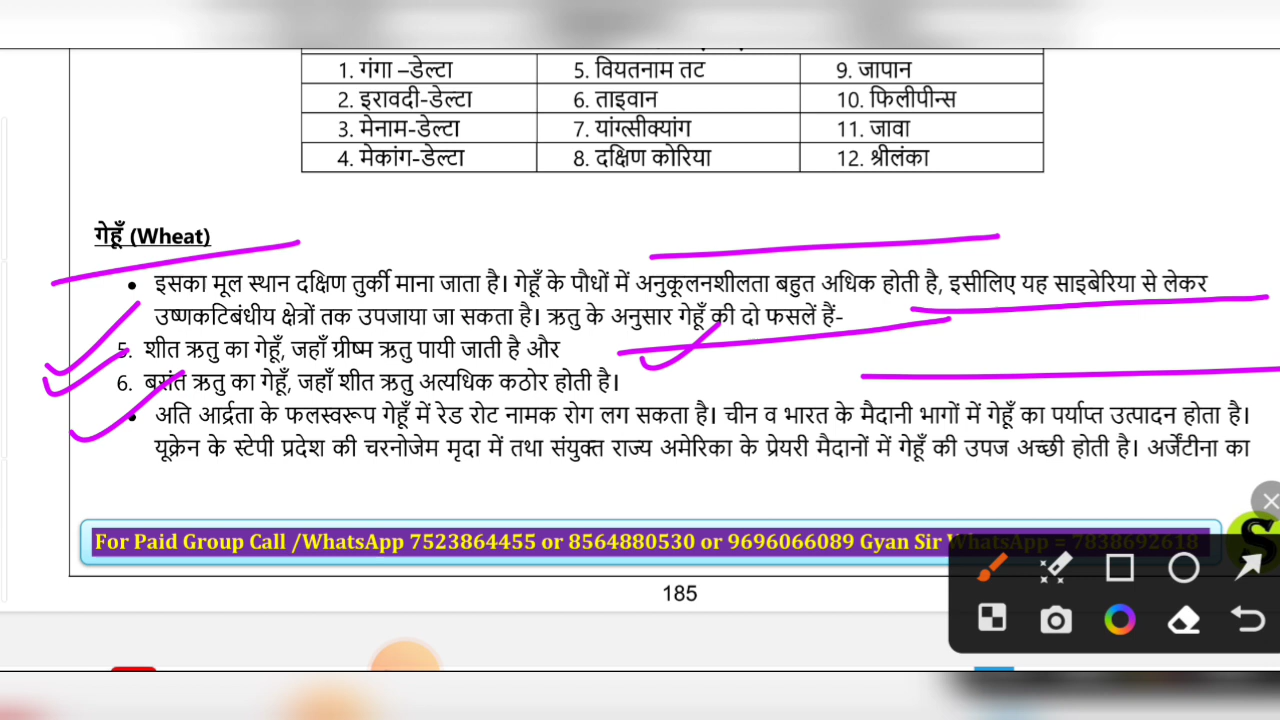 1. गंगा –डेल्टा 5. वियतनाम तट 9. जापान
2. इरावदी-डेल्टा 6. ताइवान 10. फिलीपीन्स
3. मेनाम-डेल्टा 7. यांग्त्सीक्यांग 11. जावा
4. मेकांग-डेल्टा 8. दक्षिण कोरिया 12. श्रीलंका
गेहूँ (Wheat)
• इसका मूल स्थान दक्षिण तुर्की माना जाता है। गेहूँ के पौधों में अनुकूलनशीलता बहुत अधिक होती है, इसीलिए यह साइबेरिया से लेकर
उष्णकटिबंधीय क्षेत्रों तक उपजाया जा सकता है। ऋतु के अनुसार गेहूँ की दो फसलें हैं-
5. शीत ऋतु का गेहूँ, जहाँ ग्रीष्म ऋतु पायी जाती है और
6. बसंत ऋतु का गेहूँ, जहाँ शीत ऋतु अत्यधिक कठोर होती है।
• अति आर्द्रता के फलस्वरूप गेहूँ में रेड रोट नामक रोग लग सकता है। चीन व भारत के मैदानी भागों में गेहूँ का पर्याप्त उत्पादन होता है।
यूक्रेन के स्टेपी प्रदेश की चरनोजेम मृदा में तथा संयुक्त राज्य अमेरिका के प्रेयरी मैदानों में गेहूँ की उपज अच्छी होती है। अर्जेंटीना का
For Paid Group Call /WhatsApp 7523864455 or 8564880530 or 9696066089 Gyan Sir WhatsApp = 7838692618
S
185